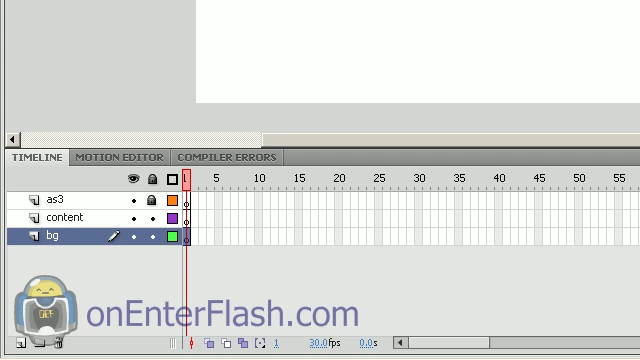 TIMELINE MOTION EDITOR COMPILER ERRORS
1 5 10 15 20 25 30 35 40 45 50 55
as3
content
bg
OEF
onEnterFlash.com
1 30.0fps 0.0s